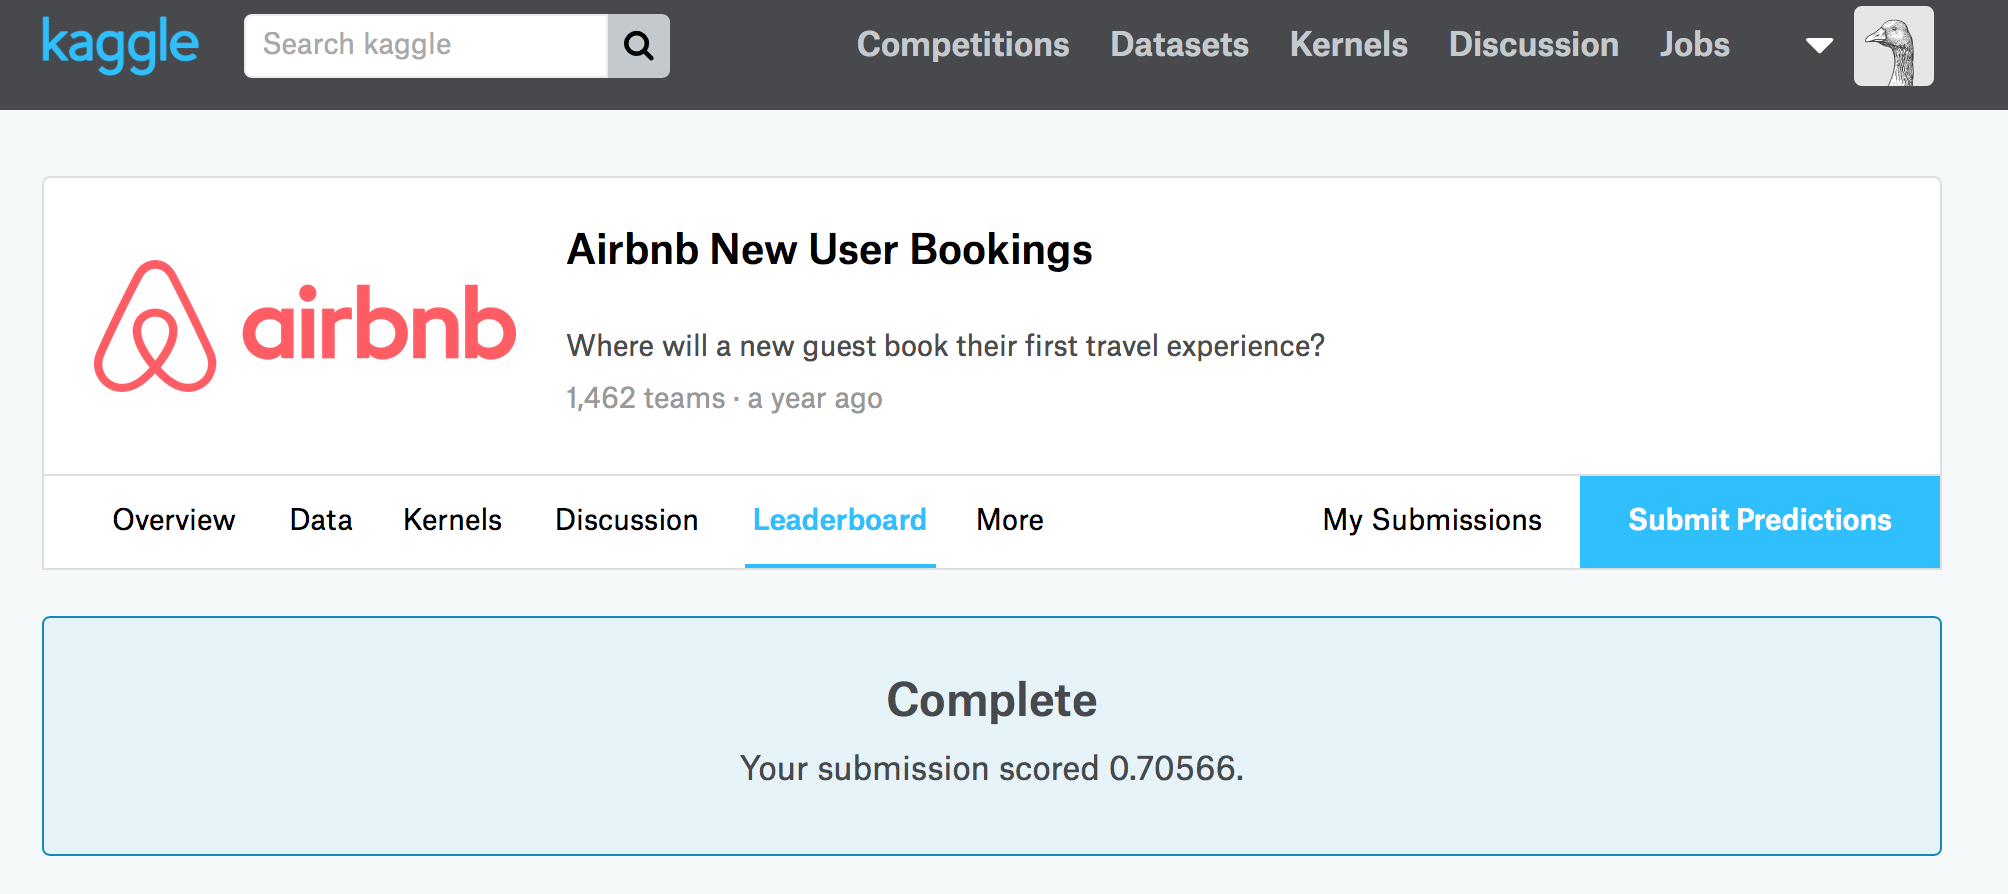 kaggle
Search kaggle
Competitions Datasets Kernels Discussion Jobs
airbnb
Airbnb New User Bookings
Where will a new guest book their first travel experience?
1,462 teams · a year ago
Overview Data Kernels Discussion Leaderboard More My Submissions Submit Predictions
Complete
Your submission scored 0.70566.